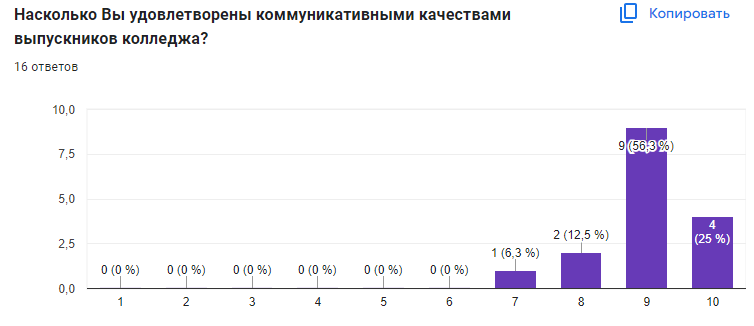 Насколько Вы удовлетворены коммуникативными качествами
выпускников колледжа?
Копировать
16 ответов
10,0
7,5
5,0
2,5
0,0
0 (0 %)
0 (0 %)
0 (0 %)
0 (0 %)
0 (0 %)
0 (0 %)
1 (6,3 %)
2 (12,5 %)
9 (56,3 %)
4
(25 %)
1 2 3 4 5 6 7 8 9 10